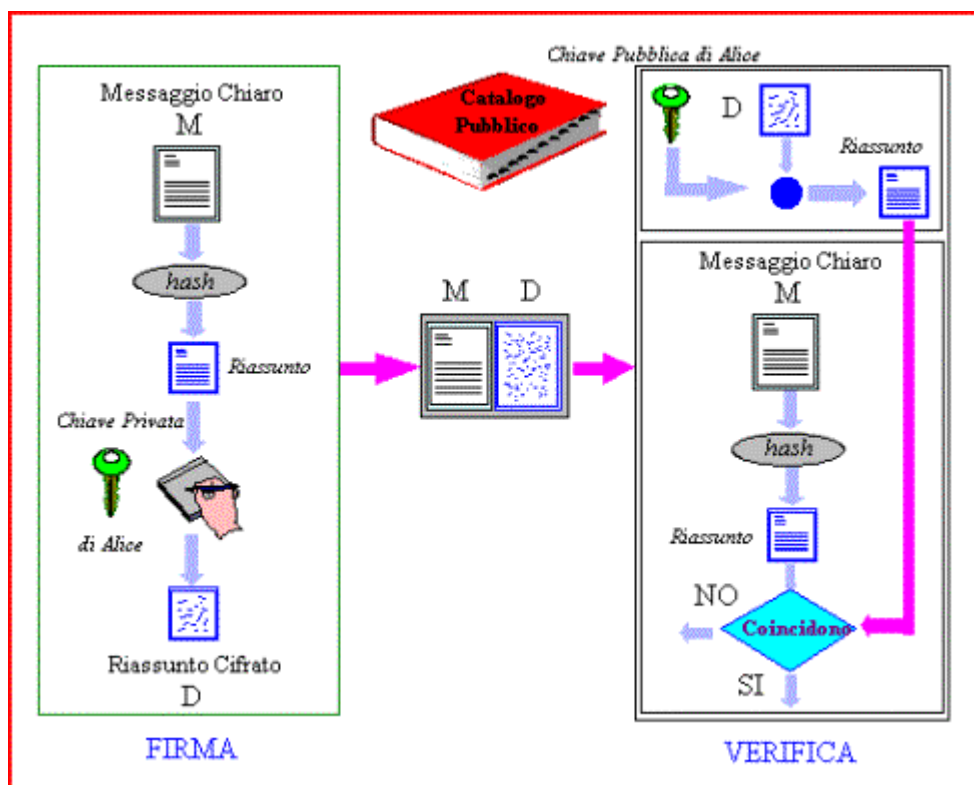 Messaggio Chiaro
M
hash
Riassunto
Chiave Privata
di Alice
Riassunto Cifrato
D
FIRMA
Catalogo
Pubblico
M D
Chiave Pubblica di Alice
D
Riassunto
Messaggio Chiaro
M
hash
Riassunto
NO
Coincidono
SI
VERIFICA